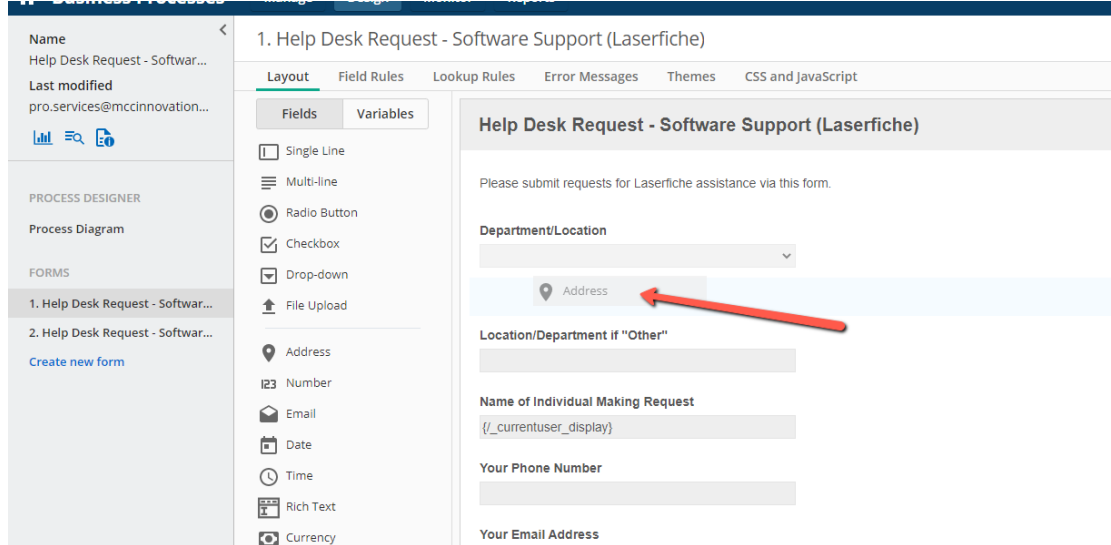 Business Processes Manage Design Monitor Reports
Name
Help Desk Request - Softwar...
Last modified
pro.services@mccinnovation...
PROCESS DESIGNER
Process Diagram
FORMS
1. Help Desk Request - Softwar...
2. Help Desk Request - Softwar...
Create new form
1. Help Desk Request - Software Support (Laserfiche)
Layout Field Rules Lookup Rules Error Messages Themes CSS and JavaScript
Fields Variables
Single Line
Multi-line
Radio Button
Checkbox
Drop-down
File Upload
Address
123 Number
Email
Date
Time
Rich Text
Currency
Help Desk Request - Software Support (Laserfiche)
Please submit requests for Laserfiche assistance via this form.
Department/Location
Address
Location/Department if "Other"
Name of Individual Making Request
{/_currentuser_display}
Your Phone Number
Your Email Address